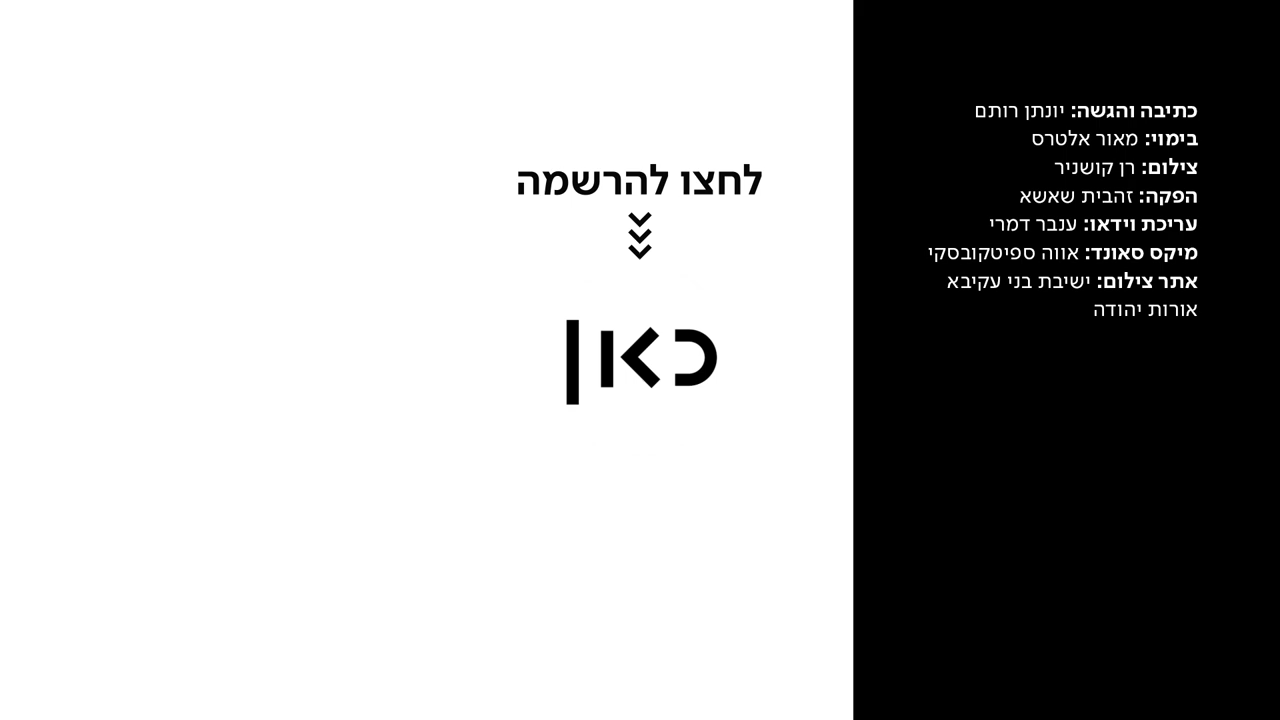 כתיבה והגשה: יונתן רותם
בימוי: מאור אלטרס
צילום: רן קושניר
הפקה: זהבית שאשא
עריכת וידאו: ענבר דמרי
מיקס סאונד: אווה ספיטקובסקי
אתר צילום: ישיבת בני עקיבא
אורות יהודה
לחצו להרשמה
כאן